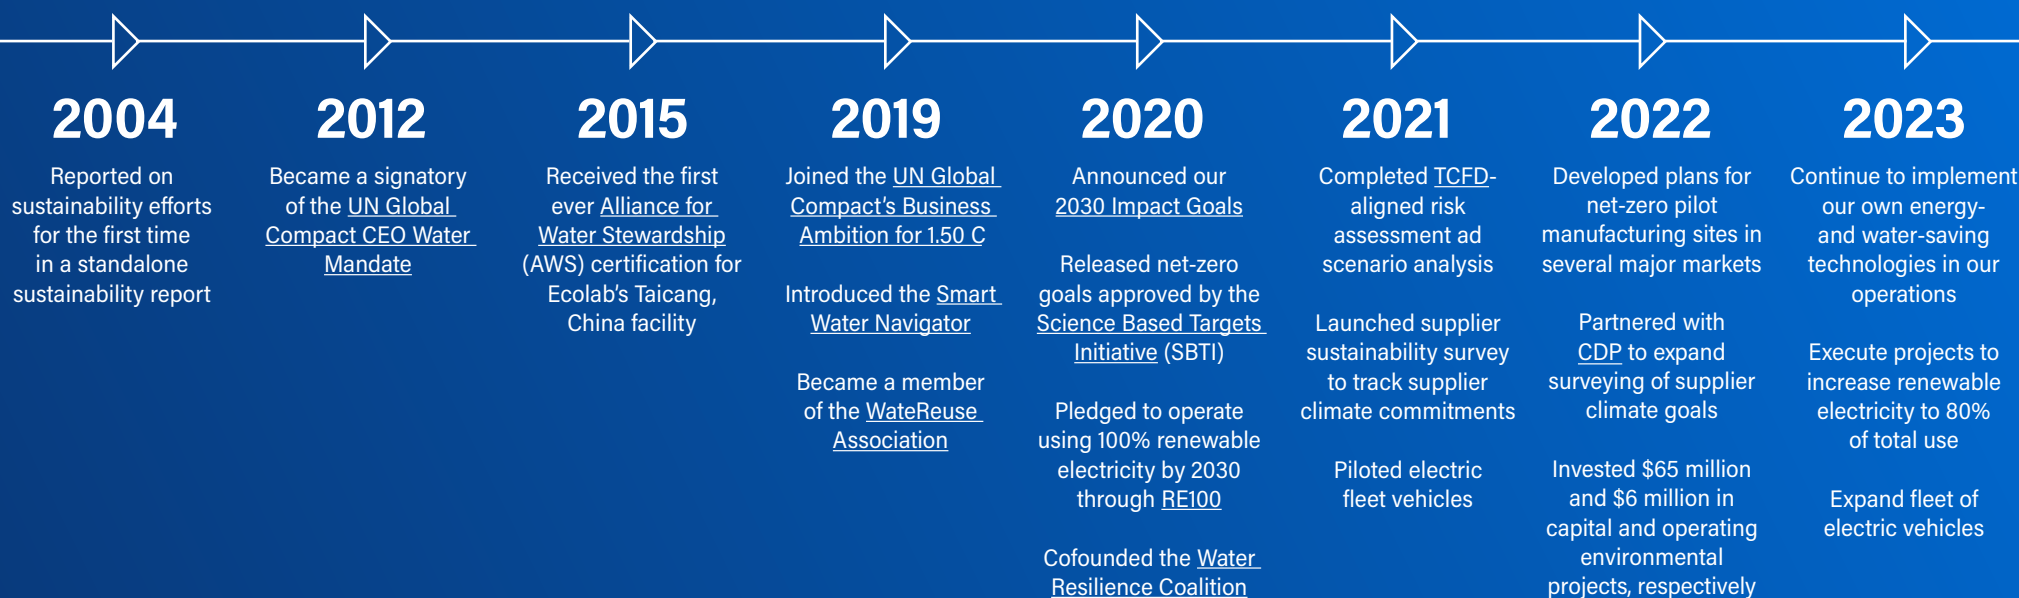 2004
Reported on
sustainability efforts
for the first time
in a standalone
sustainability report
2012
Became a signatory
of the UN Global
Compact CEO Water
Mandate
2015
Received the first
ever Alliance for
Water Stewardship
(AWS) certification for
Ecolab's Taicang,
China facility
2019
Joined the UN Global
Compact's Business
Ambition for 1.50 C
Introduced the Smart
Water Navigator
Became a member
of the WateReuse
Association
2020
Announced our
2030 Impact Goals
Released net-zero
goals approved by the
Science Based Targets
Initiative (SBTI)
Pledged to operate
using 100% renewable
electricity by 2030
through RE100
Cofounded the Water
Resilience Coalition
2021
Completed TCFD-
aligned risk
assessment ad
scenario analysis
Launched supplier
sustainability survey
to track supplier
climate commitments
Piloted electric
fleet vehicles
2022
Developed plans for
net-zero pilot
manufacturing sites in
several major markets
Partnered with
CDP to expand
surveying of supplier
climate goals
Invested $65 million
and $6 million in
capital and operating
environmental
projects, respectively
2023
Continue to implement
our own energy-
and water-saving
technologies in our
operations
Execute projects to
increase renewable
electricity to 80%
of total use
Expand fleet of
electric vehicles